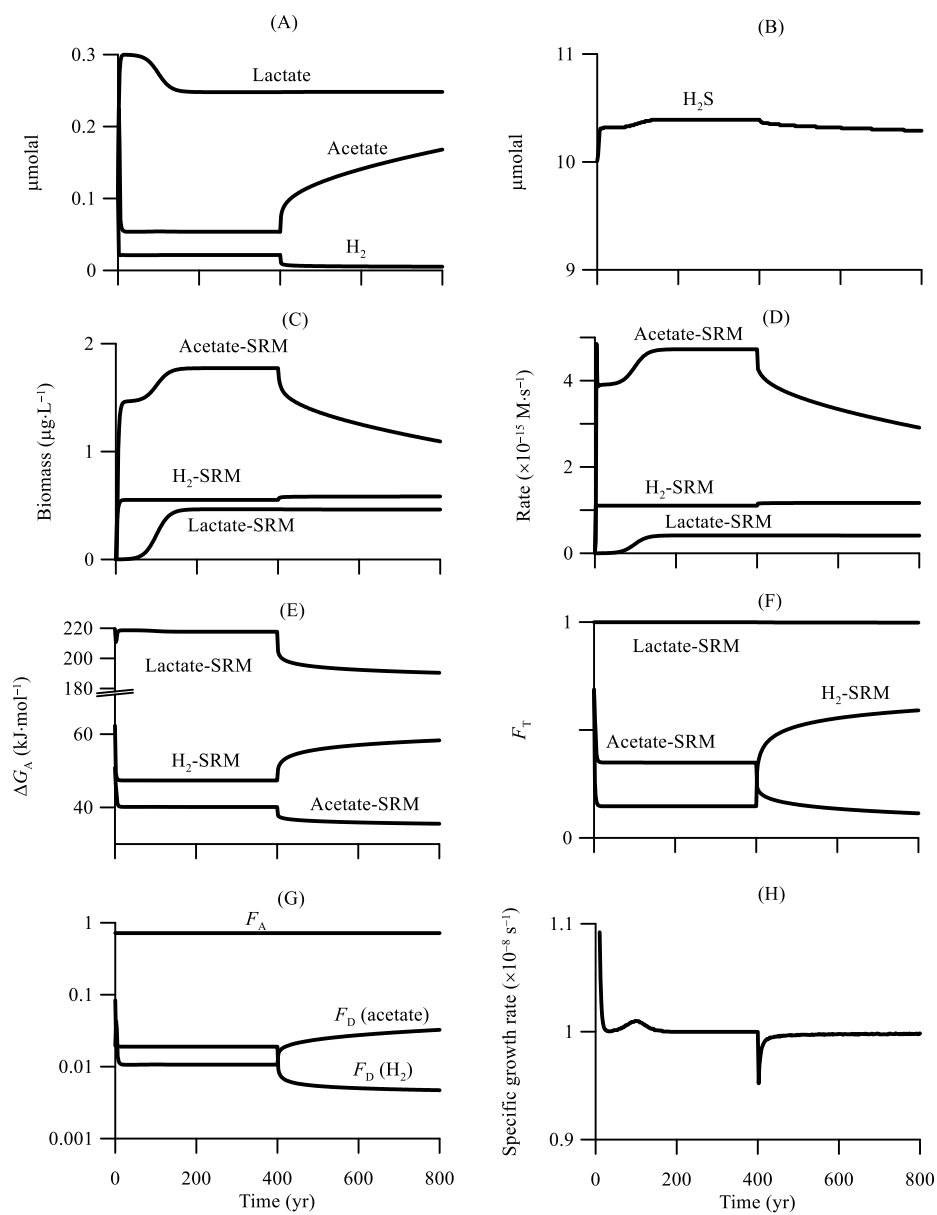 (A)
0.3
0.2
0.1
0
μmolal
Lactate
Acetate
H₂
(B)
11
10
9
μmolal
H₂S
(C)
2
1
0
Biomass (μg·L⁻¹)
Acetate-SRM
H₂-SRM
Lactate-SRM
(D)
4
2
0
Rate (×10⁻¹⁵ M·s⁻¹)
Acetate-SRM
H₂-SRM
Lactate-SRM
(E)
220
200
180
60
40
ΔG_A (kJ·mol⁻¹)
Lactate-SRM
H₂-SRM
Acetate-SRM
(F)
1
0
F_T
Lactate-SRM
H₂-SRM
Acetate-SRM
(G)
1
0.1
0.01
0.001
F_A
F_D (acetate)
F_D (H₂)
0 200 400 600 800
Time (yr)
(H)
1.1
1
0.9
Specific growth rate (×10⁻⁸ s⁻¹)
0 200 400 600 800
Time (yr)